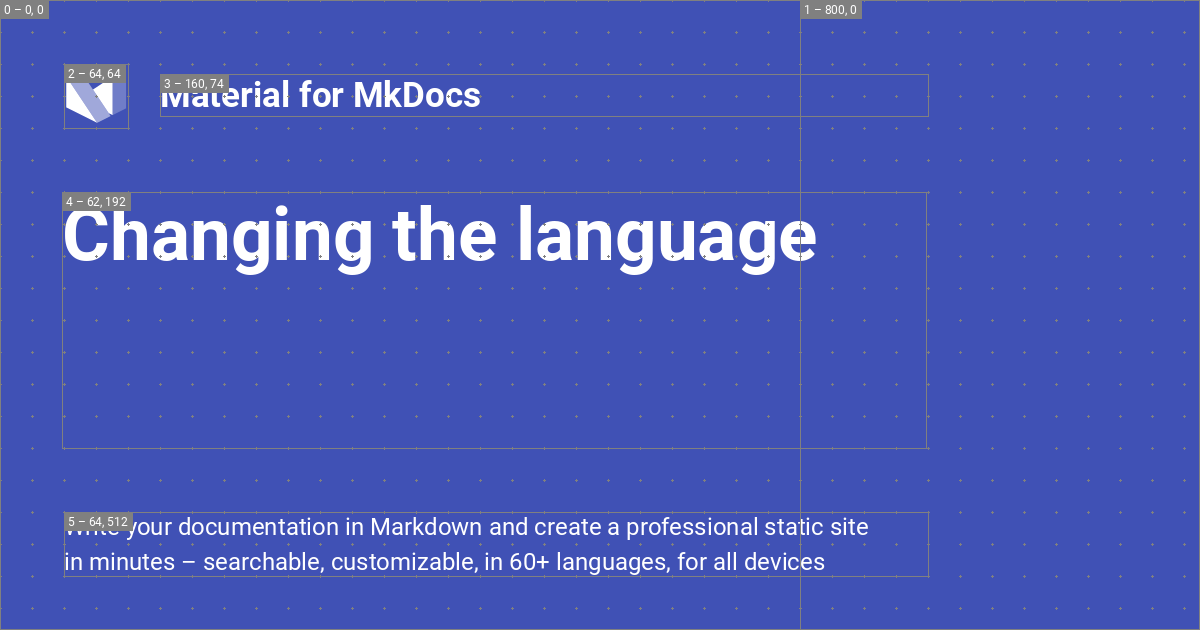 0 – 0, 0
1 – 800, 0
2 – 64, 64
3 – 160, 74
Material for MkDocs
4 – 62, 192
Changing the language
5 – 64, 512
Write your documentation in Markdown and create a professional static site
in minutes – searchable, customizable, in 60+ languages, for all devices